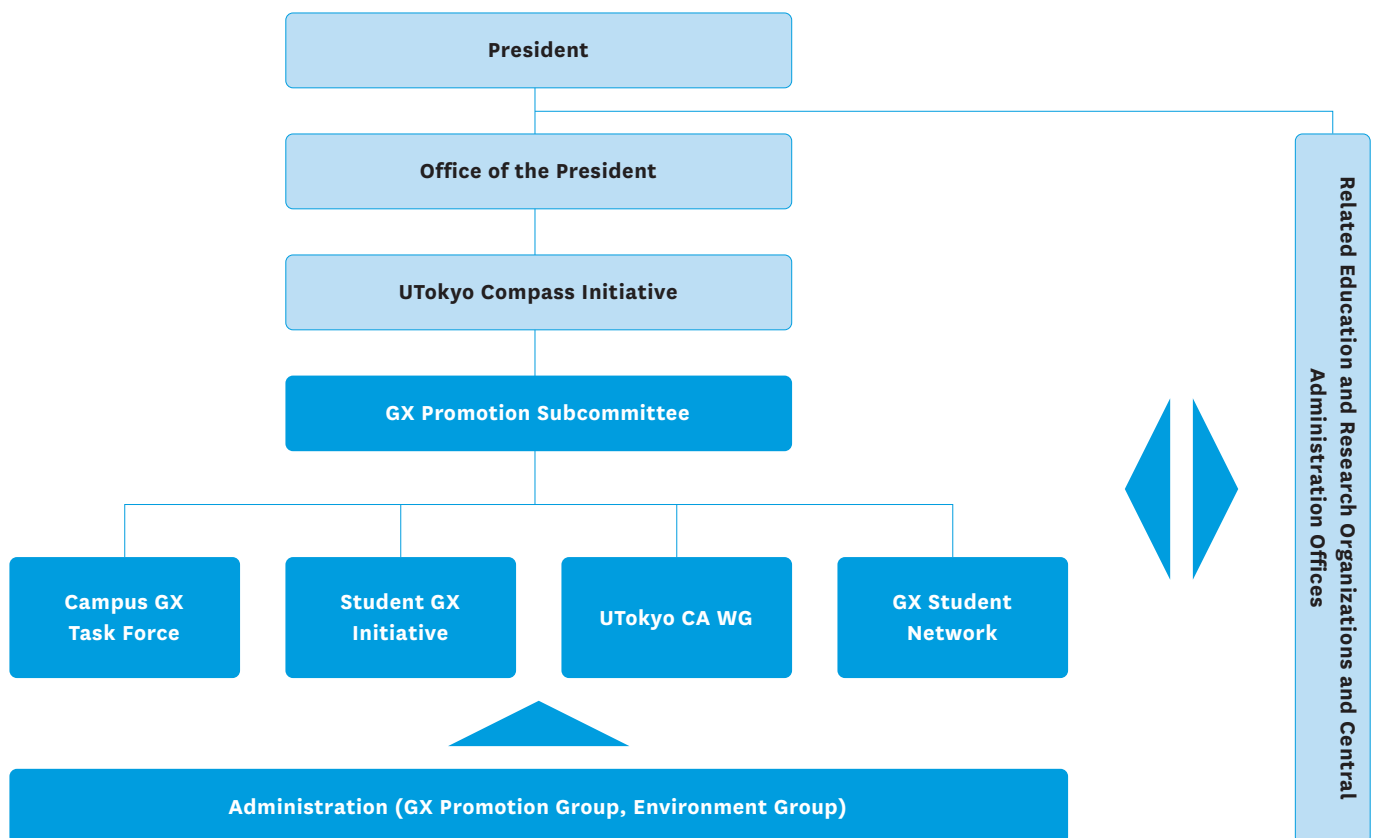 President
Office of the President
UTokyo Compass Initiative
GX Promotion Subcommittee
Campus GX
Task Force
Student GX
Initiative
UTokyo CA WG
GX Student
Network
Administration (GX Promotion Group, Environment Group)
Related Education and Research Organizations and Central
Administration Offices